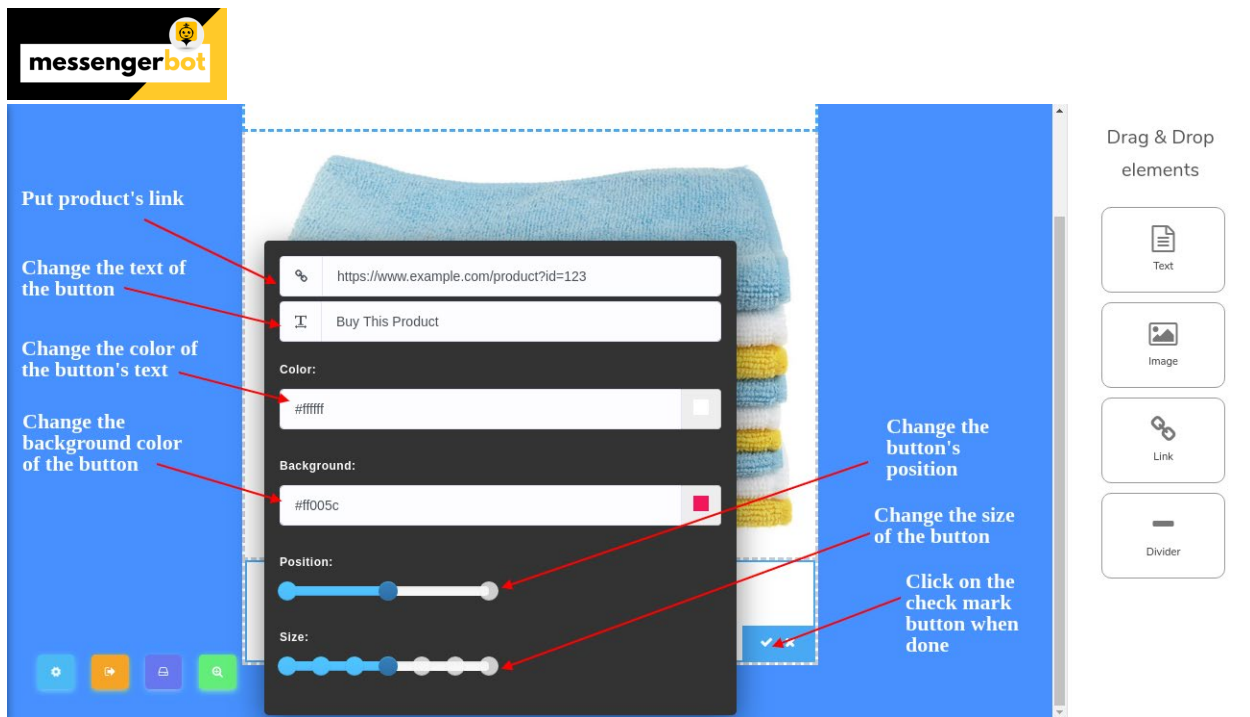 messengerbot
Drag & Drop
elements
Put product's link
Change the text of
the button
Change the color of
the button's text
Change the
background color
of the button
https://www.example.com/product?id=123
Buy This Product
Color:
#ffffff
Background:
#ff005c
Position:
Size:
Change the
button's
position
Change the size
of the button
Click on the
check mark
button when
done
Text
Image
Link
Divider